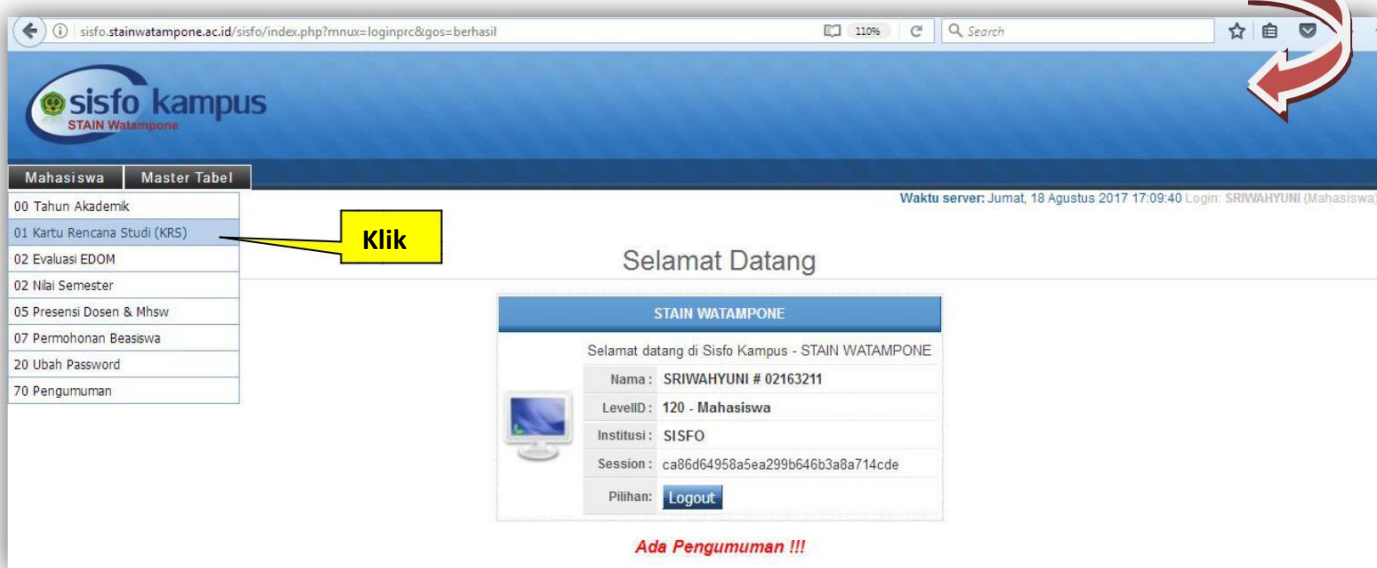 sisfo.stainwatampone.ac.id/sisfo/index.php?mnux=loginprc&gos=berhasil 110% Search
sisfo kampus
STAIN Watampone
Mahasiswa Master Tabel
Waktu server: Jumat, 18 Agustus 2017 17:09:40 Login: SRIWAHYUNI (Mahasiswa)
00 Tahun Akademik
01 Kartu Rencana Studi (KRS)
Klik
02 Evaluasi EDOM
02 Nilai Semester
05 Presensi Dosen & Mhsw
07 Permohonan Beasiswa
20 Ubah Password
70 Pengumuman
Selamat Datang
STAIN WATAMPONE
Selamat datang di Sisfo Kampus - STAIN WATAMPONE
Nama : SRIWAHYUNI # 02163211
LevelID : 120 - Mahasiswa
Institusi : SISFO
Session : ca86d64958a5ea299b646b3a8a714cde
Pilihan: Logout
Ada Pengumuman !!!